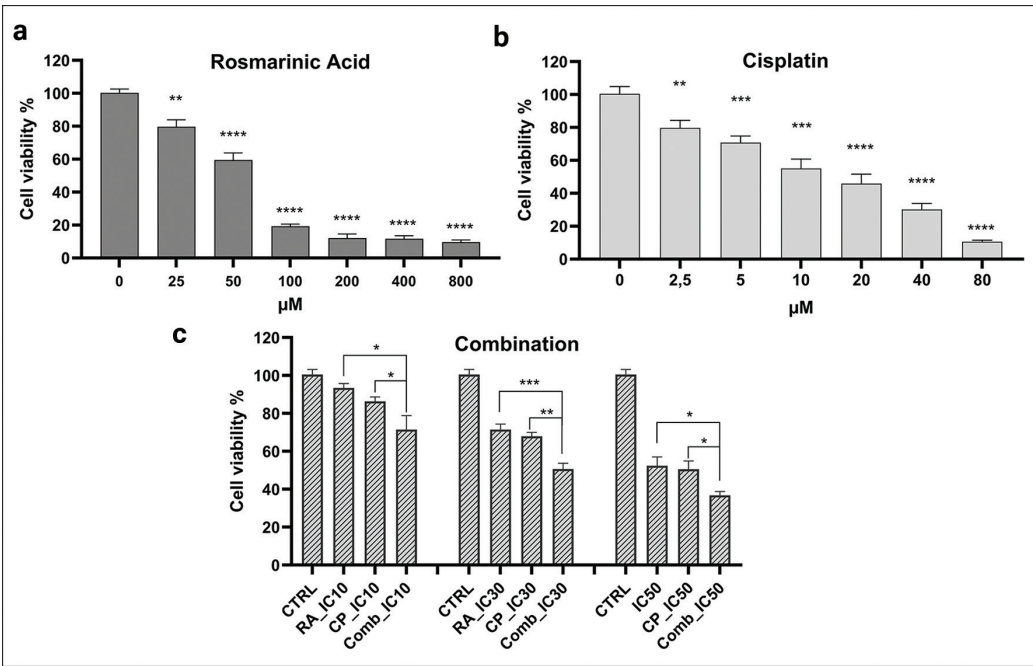 a
Rosmarinic Acid
Cell viability %
120
100
80
60
40
20
0
**
****
****
****
****
****
0 25 50 100 200 400 800
µM
b
Cisplatin
Cell viability %
120
100
80
60
40
20
0
**
***
***
****
****
****
0 2,5 5 10 20 40 80
µM
c
Combination
Cell viability %
120
100
80
60
40
20
0
*
*
***
**
*
*
CTRL
RA_IC10
CP_IC10
Comb_IC10
CTRL
RA_IC30
CP_IC30
Comb_IC30
CTRL
IC50
CP_IC50
Comb_IC50